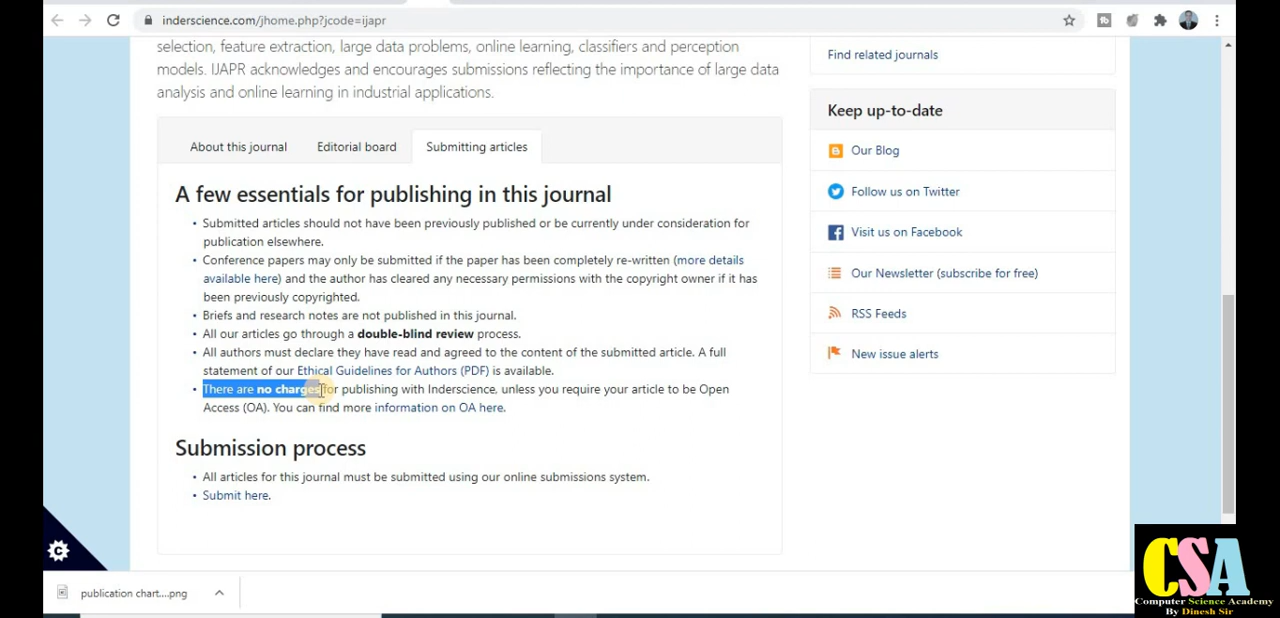 inderscience.com/jhome.php?jcode=ijapr
selection, feature extraction, large data problems, online learning, classifiers and perception
models. IJAPR acknowledges and encourages submissions reflecting the importance of large data
analysis and online learning in industrial applications.
About this journal
Editorial board
Submitting articles
A few essentials for publishing in this journal
• Submitted articles should not have been previously published or be currently under consideration for
publication elsewhere.
• Conference papers may only be submitted if the paper has been completely re-written (more details
available here) and the author has cleared any necessary permissions with the copyright owner if it has
been previously copyrighted.
• Briefs and research notes are not published in this journal.
• All our articles go through a double-blind review process.
• All authors must declare they have read and agreed to the content of the submitted article. A full
statement of our Ethical Guidelines for Authors (PDF) is available.
• There are no charges for publishing with Inderscience, unless you require your article to be Open
Access (OA). You can find more information on OA here.
Submission process
• All articles for this journal must be submitted using our online submissions system.
• Submit here.
Find related journals
Keep up-to-date
Our Blog
Follow us on Twitter
Visit us on Facebook
Our Newsletter (subscribe for free)
RSS Feeds
New issue alerts
publication chart....png
C
CSA
Computer Science Academy
By Dinesh Sir